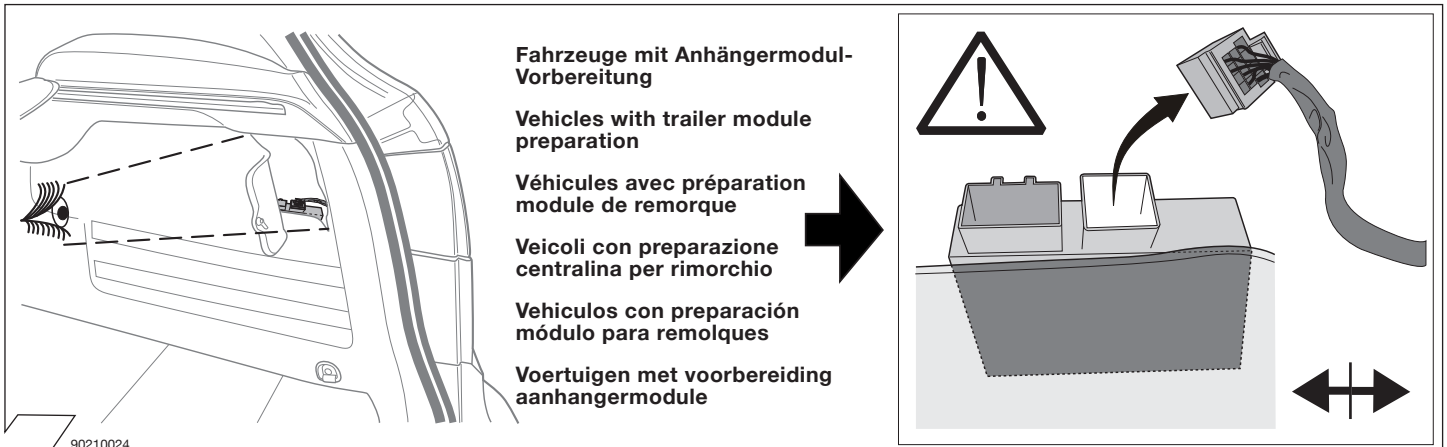 Fahrzeuge mit Anhängermodul-
Vorbereitung
Vehicles with trailer module
preparation
Véhicules avec préparation
module de remorque
Veicoli con preparazione
centralina per rimorchio
Vehiculos con preparación
módulo para remolques
Voertuigen met voorbereiding
aanhangermodule
90210024